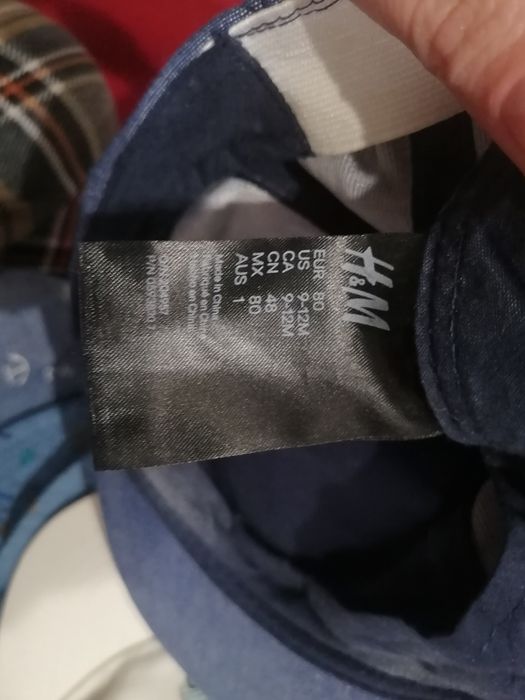 H&M
EUR 80
US 9-12M
CA 9-12M
CN 48
MX 80
AUS 1
Made in China